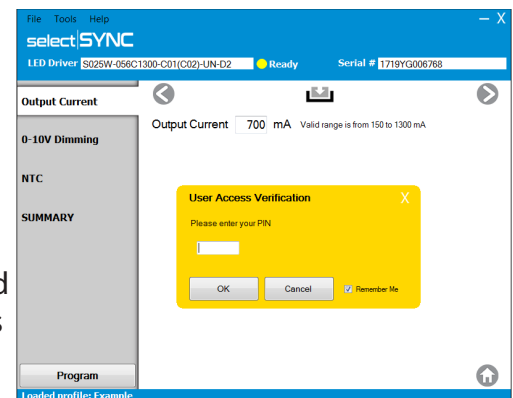 File Tools Help
— X
select|SYNC
LED Driver S025W-056C1300-C01(C02)-UN-D2 Ready Serial # 1719YG006768
Output Current
Output Current 700 mA Valid range is from 150 to 1300 mA
0-10V Dimming
NTC
SUMMARY
User Access Verification X
Please enter your PIN
OK Cancel Remember Me
d
s
Program
Loaded profile: Example